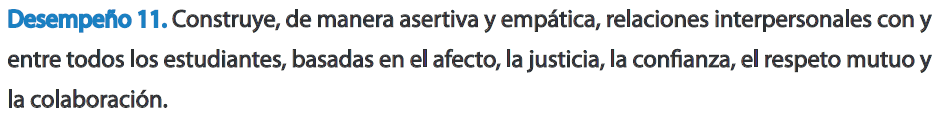 Desempeño 11. Construye, de manera asertiva y empática, relaciones interpersonales con y
entre todos los estudiantes, basadas en el afecto, la justicia, la confianza, el respeto mutuo y
la colaboración.